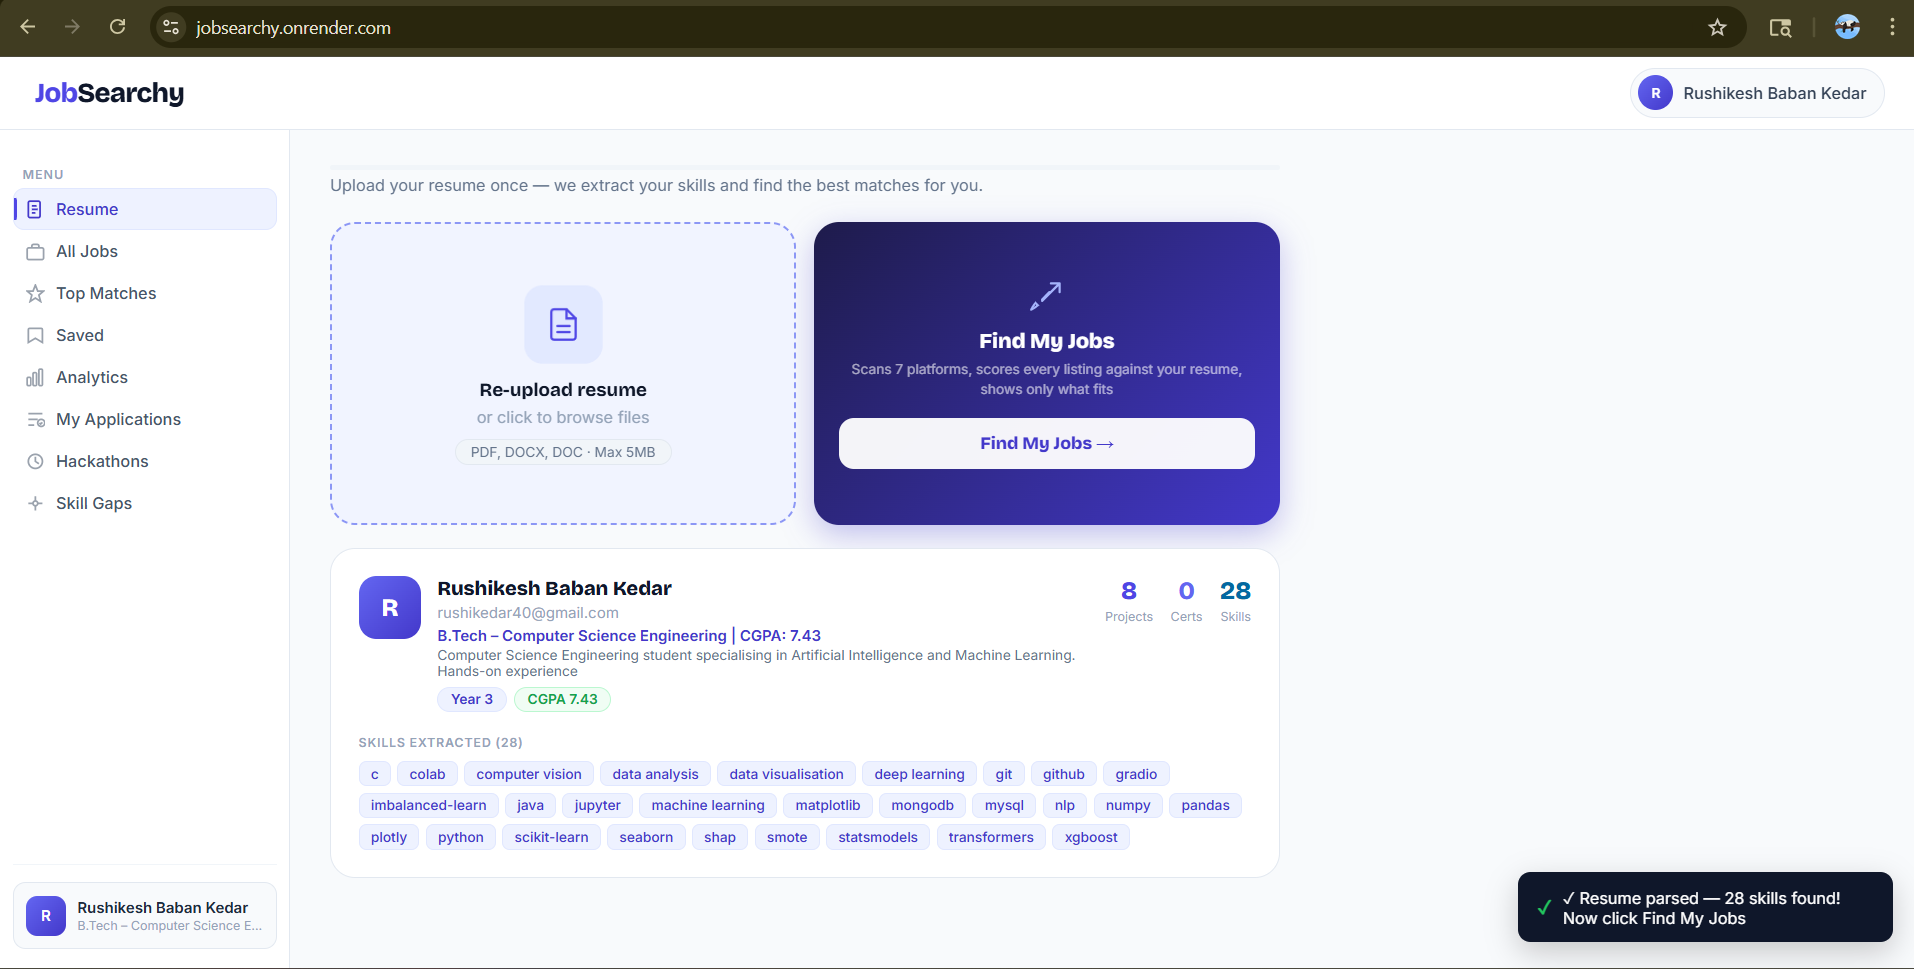 jobsearchy.onrender.com
JobSearchy
R
Rushikesh Baban Kedar
MENU
Resume
All Jobs
Top Matches
Saved
Analytics
My Applications
Hackathons
Skill Gaps
R
Rushikesh Baban Kedar
B.Tech – Computer Science E...
Upload your resume once — we extract your skills and find the best matches for you.
Re-upload resume
or click to browse files
PDF, DOCX, DOC · Max 5MB
Find My Jobs
Scans 7 platforms, scores every listing against your resume,
shows only what fits
Find My Jobs →
R
Rushikesh Baban Kedar
rushikedar40@gmail.com
B.Tech – Computer Science Engineering | CGPA: 7.43
Computer Science Engineering student specialising in Artificial Intelligence and Machine Learning.
Hands-on experience
Year 3 CGPA 7.43
8 0 28
Projects Certs Skills
SKILLS EXTRACTED (28)
c colab computer vision data analysis data visualisation deep learning git github gradio
imbalanced-learn java jupyter machine learning matplotlib mongodb mysql nlp numpy pandas
plotly python scikit-learn seaborn shap smote statsmodels transformers xgboost
✓ ✓ Resume parsed — 28 skills found!
Now click Find My Jobs